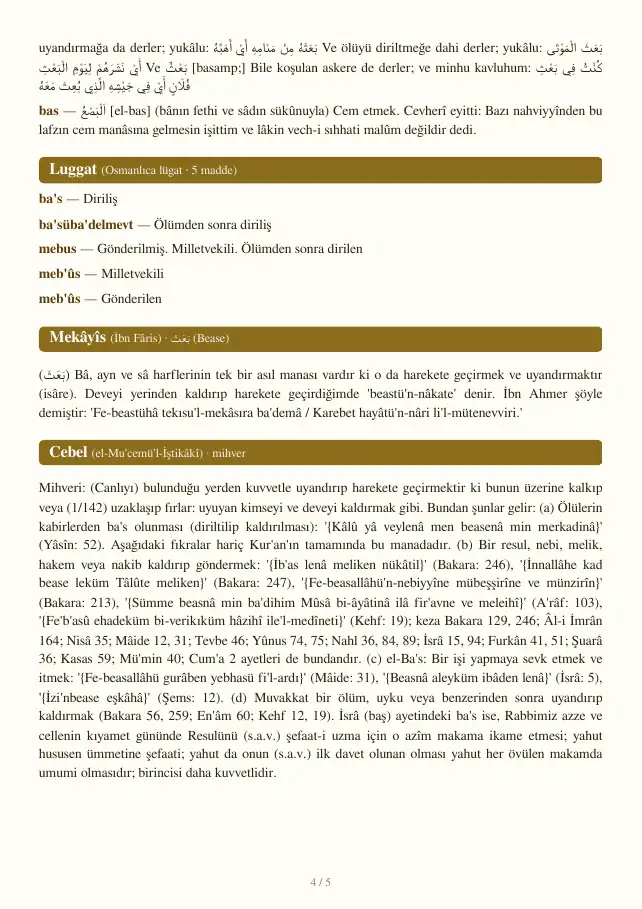 uyandırmağa da derler; yukâlu: بَعَثَهُ مِنْ مَنَامِهِ أَيْ أَهَبَّهُ Ve ölüyü diriltmeğe dahi derler; yukâlu: بَعَثَ الْمَوْتَى
أَيْ نَشَرَهُمْ لِيَوْمِ الْبَعْثِ Ve بَعْثٌ [basamp;] Bile koşulan askere de derler; ve minhu kavluhum: كُنْتُ فِي بَعْثِ
فُلَانٍ أَيْ فِي جَيْشِهِ الَّذِي بُعِثَ مَعَهُ
bas — اَلْبَصْعُ [el-bas] (bânın fethi ve sâdın sükûnuyla) Cem etmek. Cevherî eyitti: Bazı nahviyyînden bu
lafzın cem manâsına gelmesin işittim ve lâkin vech-i sıhhati malûm değildir dedi.
Luggat (Osmanlıca lügat · 5 madde)
ba's — Diriliş
ba'süba'delmevt — Ölümden sonra diriliş
mebus — Gönderilmiş. Milletvekili. Ölümden sonra dirilen
meb'ûs — Milletvekili
meb'ûs — Gönderilen
Mekâyîs (İbn Fâris) · بَعَثَ (Bease)
(بَعَثَ) Bâ, ayn ve sâ harflerinin tek bir asıl manası vardır ki o da harekete geçirmek ve uyandırmaktır
(isâre). Deveyi yerinden kaldırıp harekete geçirdiğimde 'beastü'n-nâkate' denir. İbn Ahmer şöyle
demiştir: 'Fe-beastühâ tekısu'l-mekâsıra ba'demâ / Karebet hayâtü'n-nâri li'l-mütenevviri.'
Cebel (el-Mu'cemü'l-İştikâkî) · mihver
Mihveri: (Canlıyı) bulunduğu yerden kuvvetle uyandırıp harekete geçirmektir ki bunun üzerine kalkıp
veya (1/142) uzaklaşıp fırlar: uyuyan kimseyi ve deveyi kaldırmak gibi. Bundan şunlar gelir: (a) Ölülerin
kabirlerden ba's olunması (diriltilip kaldırılması): '{Kâlû yâ veylenâ men beasenâ min merkadinâ}'
(Yâsîn: 52). Aşağıdaki fıkralar hariç Kur'an'ın tamamında bu manadadır. (b) Bir resul, nebi, melik,
hakem veya nakib kaldırıp göndermek: '{İb'as lenâ meliken nükâtil}' (Bakara: 246), '{İnnallâhe kad
bease leküm Tâlûte meliken}' (Bakara: 247), '{Fe-beasallâhü'n-nebiyyîne mübeşşirîne ve münzirîn}'
(Bakara: 213), '{Sümme beasnâ min ba'dihim Mûsâ bi-âyâtinâ ilâ fir'avne ve meleihî}' (A'râf: 103),
'{Fe'b'asû ehadeküm bi-verikıküm hâzihî ile'l-medîneti}' (Kehf: 19); keza Bakara 129, 246; Âl-i İmrân
164; Nisâ 35; Mâide 12, 31; Tevbe 46; Yûnus 74, 75; Nahl 36, 84, 89; İsrâ 15, 94; Furkân 41, 51; Şuarâ
36; Kasas 59; Mü'min 40; Cum'a 2 ayetleri de bundandır. (c) el-Ba's: Bir işi yapmaya sevk etmek ve
itmek: '{Fe-beasallâhü gurâben yebhasü fi'l-ardı}' (Mâide: 31), '{Beasnâ aleyküm ibâden lenâ}' (İsrâ: 5),
'{İzi'nbease eşkâhâ}' (Şems: 12). (d) Muvakkat bir ölüm, uyku veya benzerinden sonra uyandırıp
kaldırmak (Bakara 56, 259; En'âm 60; Kehf 12, 19). İsrâ (baş) ayetindeki ba's ise, Rabbimiz azze ve
cellenin kıyamet gününde Resulünü (s.a.v.) şefaat-i uzma için o azîm makama ikame etmesi; yahut
hususen ümmetine şefaati; yahut da onun (s.a.v.) ilk davet olunan olması yahut her övülen makamda
umumi olmasıdır; birincisi daha kuvvetlidir.
4 / 5